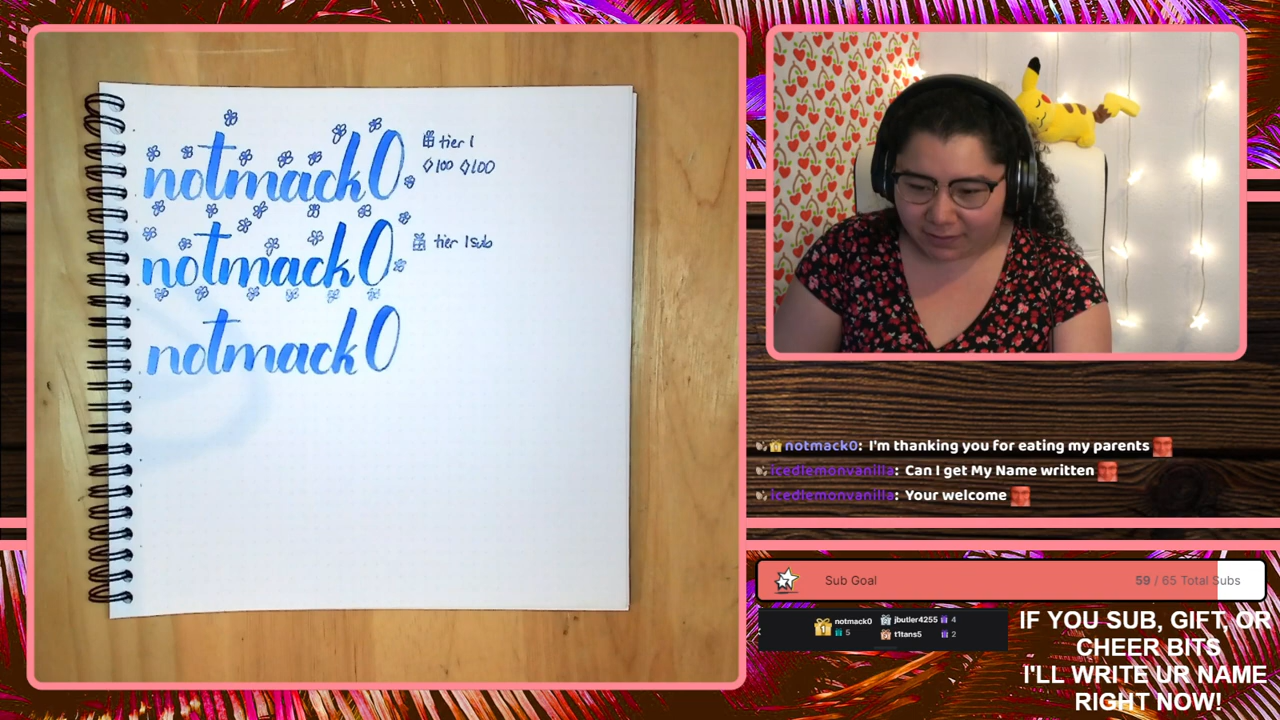 notmack0
tier 1
100 100
notmack0
tier 1 sub
notmack0
notmack0: I'm thanking you for eating my parents
icedlemonvanilla: Can I get My Name written
icedlemonvanilla: Your welcome
Sub Goal 59 / 65 Total Subs
1 notmack0 5
jbutler4255 4
t1tans5 2
IF YOU SUB, GIFT, OR
CHEER BITS
I'LL WRITE UR NAME
RIGHT NOW!